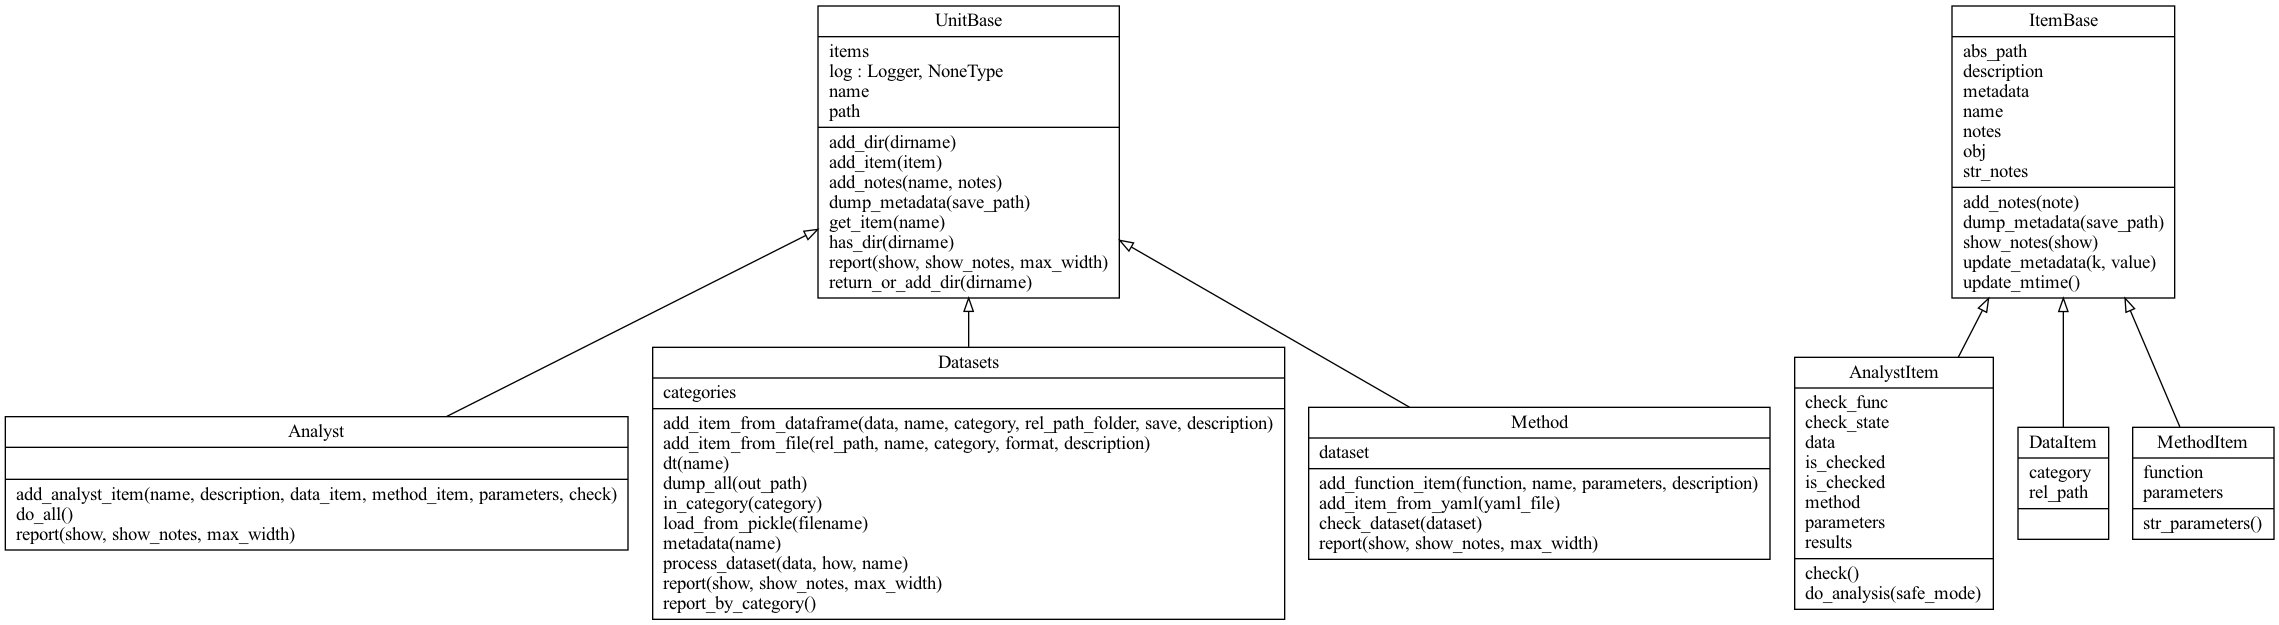 UnitBase
items
log : Logger, NoneType
name
path
add_dir(dirname)
add_item(item)
add_notes(name, notes)
dump_metadata(save_path)
get_item(name)
has_dir(dirname)
report(show, show_notes, max_width)
return_or_add_dir(dirname)
ItemBase
abs_path
description
metadata
name
notes
obj
str_notes
add_notes(note)
dump_metadata(save_path)
show_notes(show)
update_metadata(k, value)
update_mtime()
Analyst
add_analyst_item(name, description, data_item, method_item, parameters, check)
do_all()
report(show, show_notes, max_width)
Datasets
categories
add_item_from_dataframe(data, name, category, rel_path_folder, save, description)
add_item_from_file(rel_path, name, category, format, description)
dt(name)
dump_all(out_path)
in_category(category)
load_from_pickle(filename)
metadata(name)
process_dataset(data, how, name)
report(show, show_notes, max_width)
report_by_category()
Method
dataset
add_function_item(function, name, parameters, description)
add_item_from_yaml(yaml_file)
check_dataset(dataset)
report(show, show_notes, max_width)
AnalystItem
check_func
check_state
data
is_checked
is_checked
method
parameters
results
check()
do_analysis(safe_mode)
DataItem
category
rel_path
MethodItem
function
parameters
str_parameters()